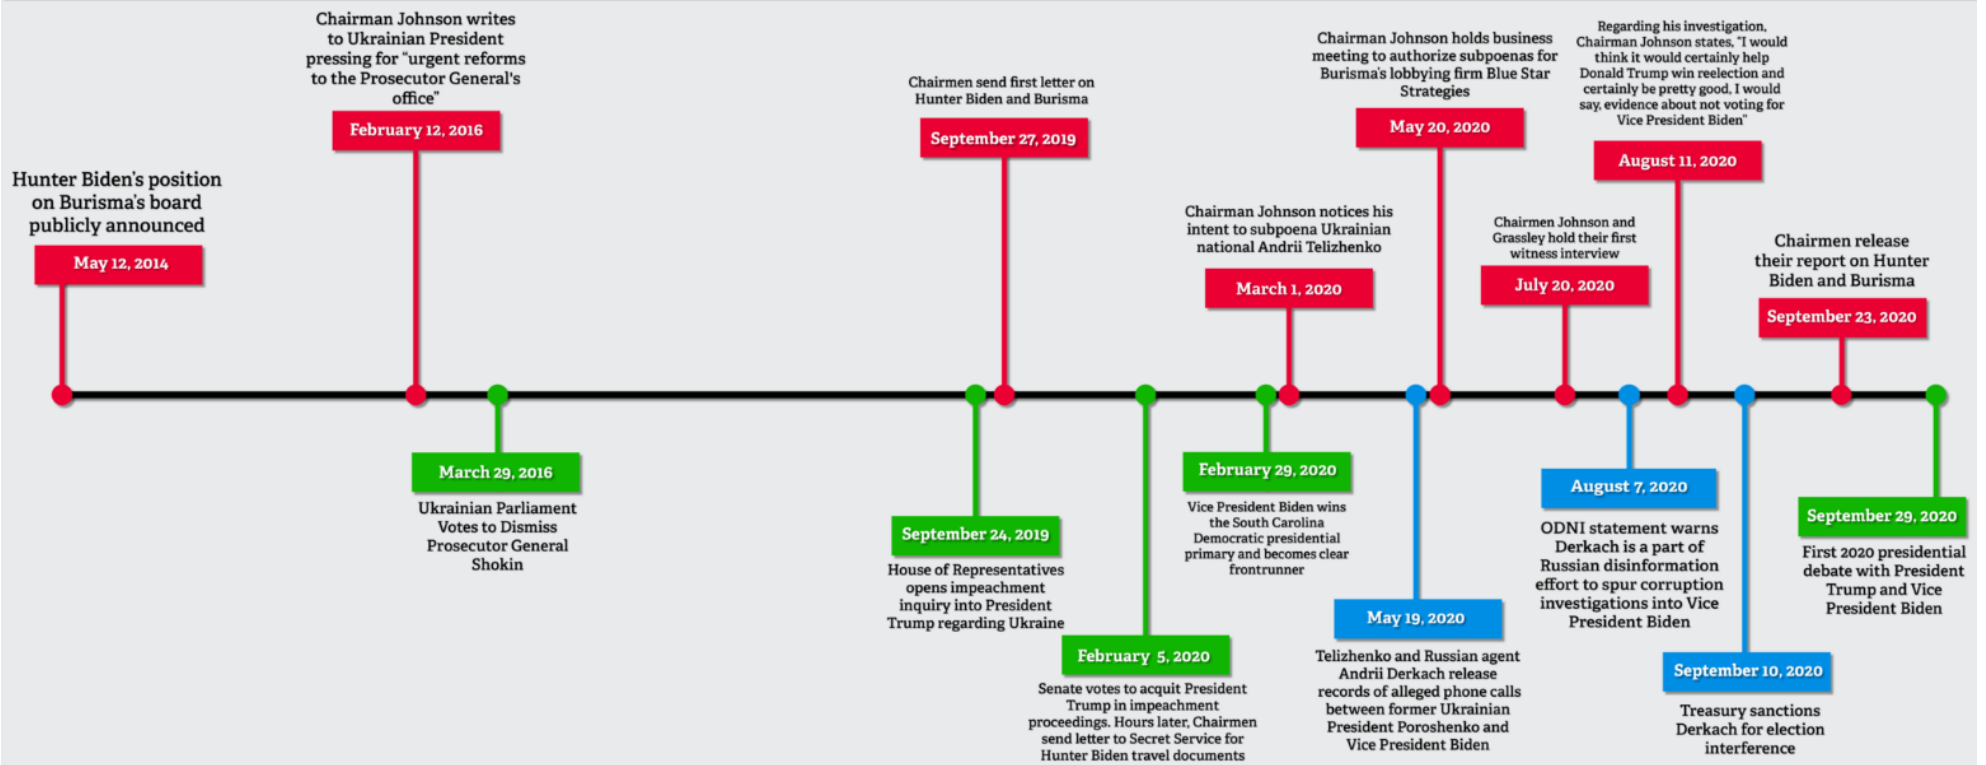 Hunter Biden's position
on Burisma's board
publicly announced
May 12, 2014
Chairman Johnson writes
to Ukrainian President
pressing for "urgent reforms
to the Prosecutor General's
office"
February 12, 2016
March 29, 2016
Ukrainian Parliament
Votes to Dismiss
Prosecutor General
Shokin
September 24, 2019
House of Representatives
opens impeachment
inquiry into President
Trump regarding Ukraine
Chairmen send first letter on
Hunter Biden and Burisma
September 27, 2019
February 5, 2020
Senate votes to acquit President
Trump in impeachment
proceedings. Hours later, Chairmen
send letter to Secret Service for
Hunter Biden travel documents
February 29, 2020
Vice President Biden wins
the South Carolina
Democratic presidential
primary and becomes clear
frontrunner
Chairman Johnson notices his
intent to subpoena Ukrainian
national Andrii Telizhenko
March 1, 2020
May 19, 2020
Telizhenko and Russian agent
Andrii Derkach release
records of alleged phone calls
between former Ukrainian
President Poroshenko and
Vice President Biden
Chairman Johnson holds business
meeting to authorize subpoenas for
Burisma's lobbying firm Blue Star
Strategies
May 20, 2020
Chairmen Johnson and
Grassley hold their first
witness interview
July 20, 2020
August 7, 2020
ODNI statement warns
Derkach is a part of
Russian disinformation
effort to spur corruption
investigations into Vice
President Biden
Regarding his investigation,
Chairman Johnson states, "I would
think it would certainly help
Donald Trump win reelection and
certainly be pretty good, I would
say, evidence about not voting for
Vice President Biden"
August 11, 2020
September 10, 2020
Treasury sanctions
Derkach for election
interference
Chairmen release
their report on Hunter
Biden and Burisma
September 23, 2020
September 29, 2020
First 2020 presidential
debate with President
Trump and Vice
President Biden